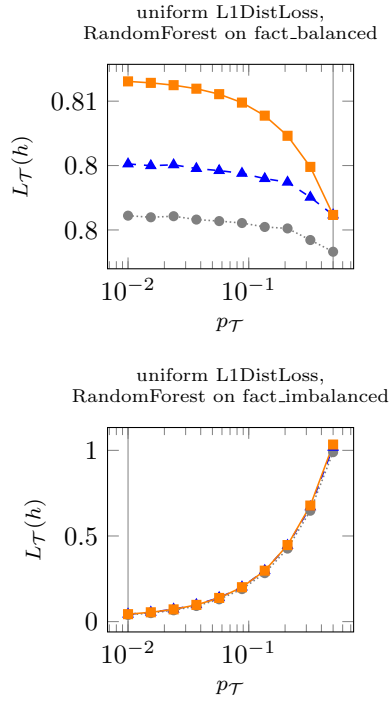 uniform L1DistLoss,
RandomForest on fact_balanced
0.81
0.8
0.8
L𝒯(h)
10⁻² 10⁻¹
p𝒯
uniform L1DistLoss,
RandomForest on fact_imbalanced
1
0.5
0
L𝒯(h)
10⁻² 10⁻¹
p𝒯